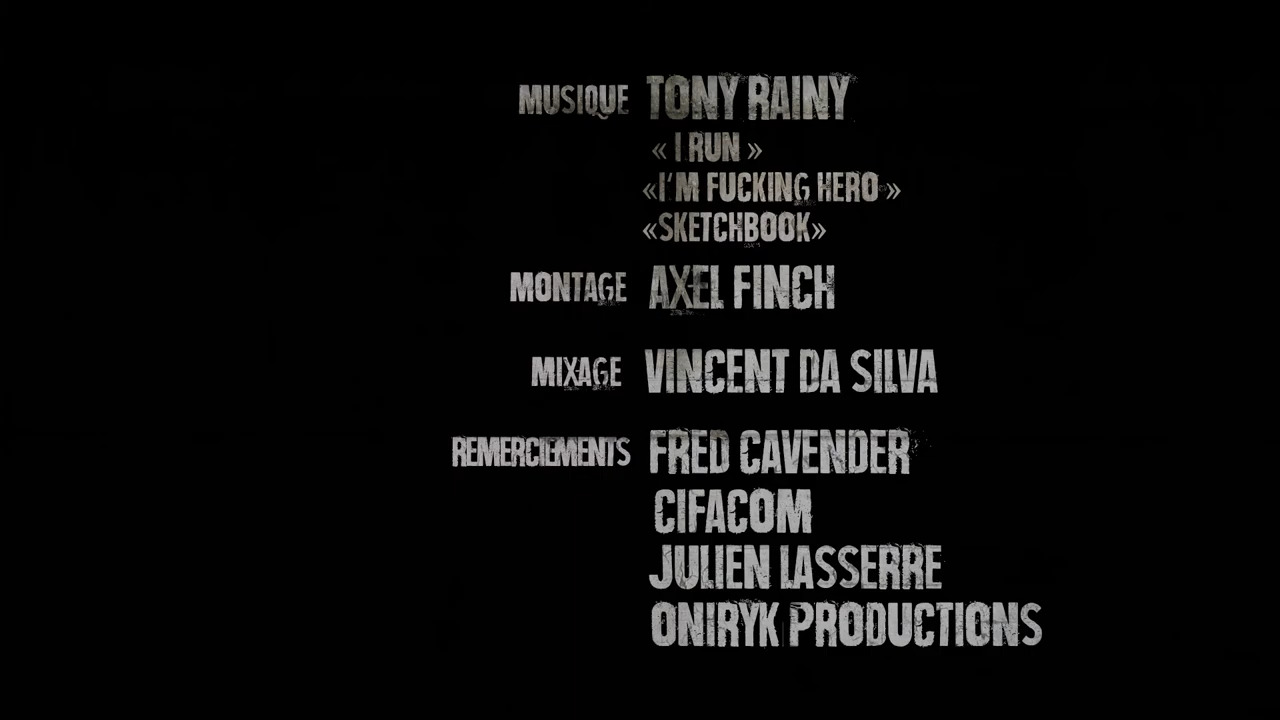 MUSIQUE TONY RAINY
« I RUN »
«I'M FUCKING HERO »
«SKETCHBOOK»
MONTAGE AXEL FINCH
MIXAGE VINCENT DA SILVA
REMERCIEMENTS FRED CAVENDER
CIFACOM
JULIEN LASSERRE
ONIRYK PRODUCTIONS